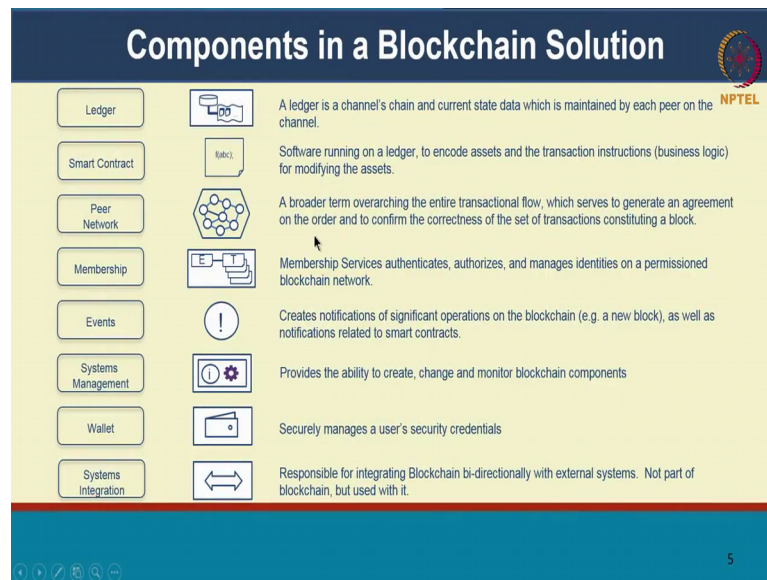 Components in a Blockchain Solution
NPTEL
Ledger
A ledger is a channel's chain and current state data which is maintained by each peer on the
channel.
Smart Contract
f(abc);
Software running on a ledger, to encode assets and the transaction instructions (business logic)
for modifying the assets.
Peer
Network
A broader term overarching the entire transactional flow, which serves to generate an agreement
on the order and to confirm the correctness of the set of transactions constituting a block.
Membership
E T
Membership Services authenticates, authorizes, and manages identities on a permissioned
blockchain network.
Events
!
Creates notifications of significant operations on the blockchain (e.g. a new block), as well as
notifications related to smart contracts.
Systems
Management
i
Provides the ability to create, change and monitor blockchain components
Wallet
Securely manages a user's security credentials
Systems
Integration
Responsible for integrating Blockchain bi-directionally with external systems. Not part of
blockchain, but used with it.
5